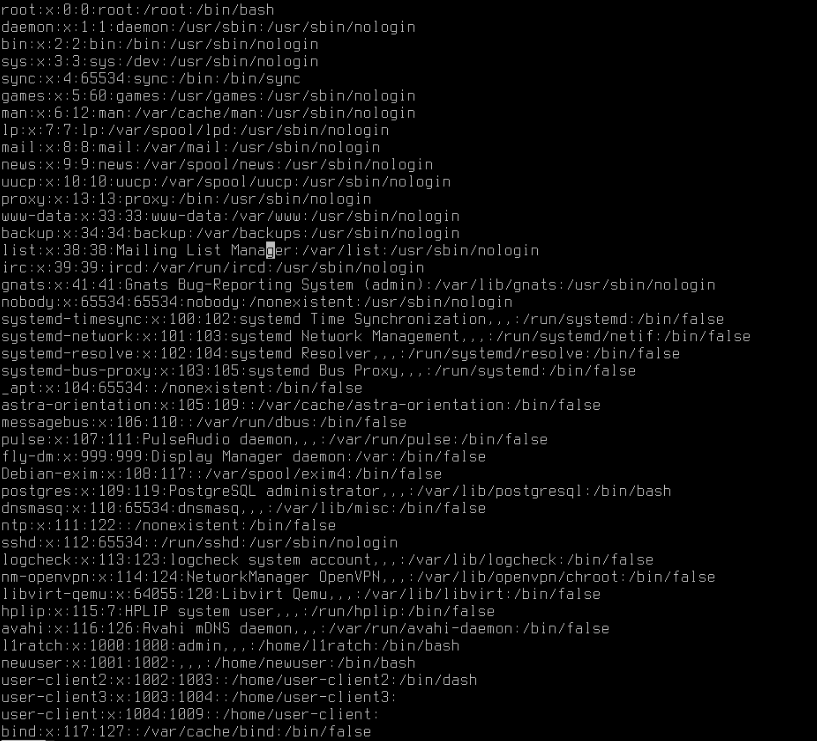 root:x:0:0:root:/root:/bin/bash
daemon:x:1:1:daemon:/usr/sbin:/usr/sbin/nologin
bin:x:2:2:bin:/bin:/usr/sbin/nologin
sys:x:3:3:sys:/dev:/usr/sbin/nologin
sync:x:4:65534:sync:/bin:/bin/sync
games:x:5:60:games:/usr/games:/usr/sbin/nologin
man:x:6:12:man:/var/cache/man:/usr/sbin/nologin
lp:x:7:7:lp:/var/spool/lpd:/usr/sbin/nologin
mail:x:8:8:mail:/var/mail:/usr/sbin/nologin
news:x:9:9:news:/var/spool/news:/usr/sbin/nologin
uucp:x:10:10:uucp:/var/spool/uucp:/usr/sbin/nologin
proxy:x:13:13:proxy:/bin:/usr/sbin/nologin
www-data:x:33:33:www-data:/var/www:/usr/sbin/nologin
backup:x:34:34:backup:/var/backups:/usr/sbin/nologin
list:x:38:38:Mailing List Manager:/var/list:/usr/sbin/nologin
irc:x:39:39:ircd:/var/run/ircd:/usr/sbin/nologin
gnats:x:41:41:Gnats Bug-Reporting System (admin):/var/lib/gnats:/usr/sbin/nologin
nobody:x:65534:65534:nobody:/nonexistent:/usr/sbin/nologin
systemd-timesync:x:100:102:systemd Time Synchronization,,,:/run/systemd:/bin/false
systemd-network:x:101:103:systemd Network Management,,,:/run/systemd/netif:/bin/false
systemd-resolve:x:102:104:systemd Resolver,,,:/run/systemd/resolve:/bin/false
systemd-bus-proxy:x:103:105:systemd Bus Proxy,,,:/run/systemd:/bin/false
_apt:x:104:65534::/nonexistent:/bin/false
astra-orientation:x:105:109::/var/cache/astra-orientation:/bin/false
messagebus:x:106:110::/var/run/dbus:/bin/false
pulse:x:107:111:PulseAudio daemon,,,:/var/run/pulse:/bin/false
fly-dm:x:999:999:Display Manager daemon:/var:/bin/false
Debian-exim:x:108:117::/var/spool/exim4:/bin/false
postgres:x:109:119:PostgreSQL administrator,,,:/var/lib/postgresql:/bin/bash
dnsmasq:x:110:65534:dnsmasq,,,:/var/lib/misc:/bin/false
ntp:x:111:122::/nonexistent:/bin/false
sshd:x:112:65534::/run/sshd:/usr/sbin/nologin
logcheck:x:113:123:logcheck system account,,,:/var/lib/logcheck:/bin/false
nm-openvpn:x:114:124:NetworkManager OpenVPN,,,:/var/lib/openvpn/chroot:/bin/false
libvirt-qemu:x:64055:120:Libvirt Qemu,,,:/var/lib/libvirt:/bin/false
hplip:x:115:7:HPLIP system user,,,:/run/hplip:/bin/false
avahi:x:116:126:Avahi mDNS daemon,,,:/var/run/avahi-daemon:/bin/false
l1ratch:x:1000:1000:admin,,,:/home/l1ratch:/bin/bash
newuser:x:1001:1002:,,,:/home/newuser:/bin/bash
user-client2:x:1002:1003::/home/user-client2:/bin/dash
user-client3:x:1003:1004::/home/user-client3:
user-client:x:1004:1009::/home/user-client:
bind:x:117:127::/var/cache/bind:/bin/false